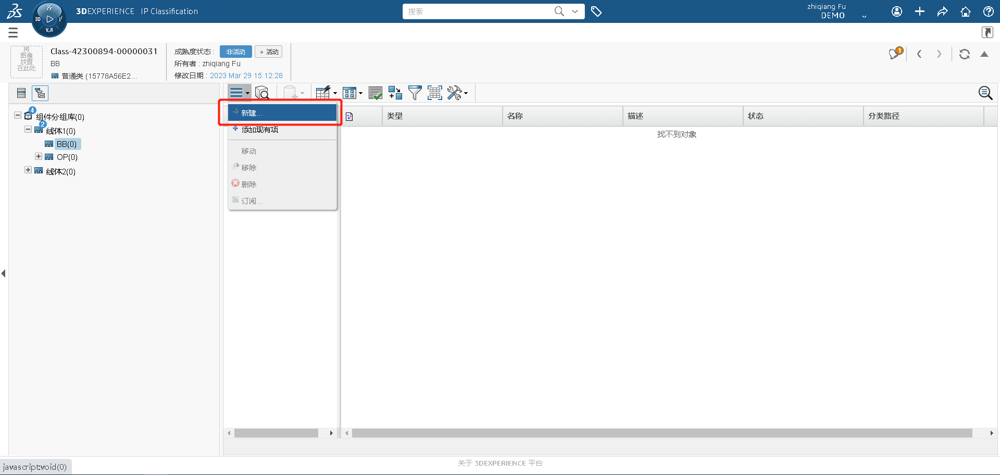 3DEXPERIENCE IP Classification
搜索
zhiqiang Fu
DEMO
3D
V.R
将
图像
放置
在此处
Class-42300894-00000031
BB
普通类 (15778A56E2...
成熟度状态 : 非活动 活动
所有者 : zhiqiang Fu
修改日期 : 2023 Mar 29 15:12:28
1
4
组件分组库(0)
2
线体1(0)
BB(0)
OP(0)
线体2(0)
新建...
添加现有项
移动
移除
删除
订阅...
类型 名称 描述 状态 分类路径
找不到对象
关于 3DEXPERIENCE 平台
javascript:void(0)